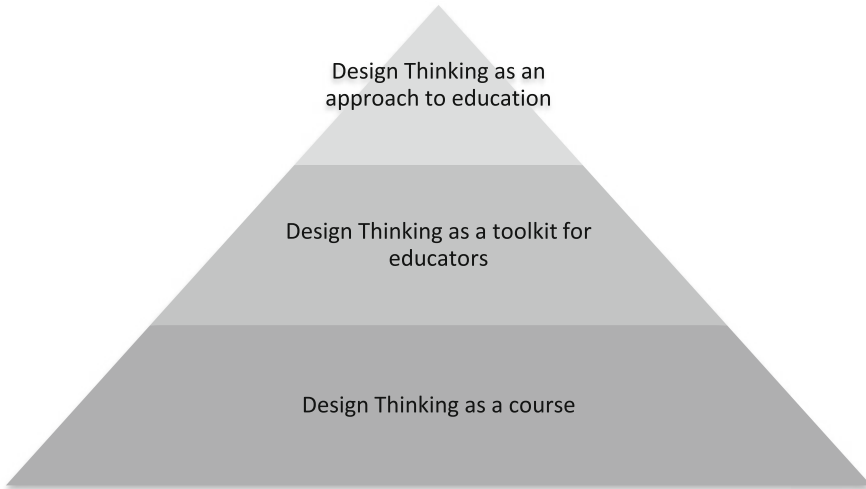 Design Thinking as an
approach to education
Design Thinking as a toolkit for
educators
Design Thinking as a course